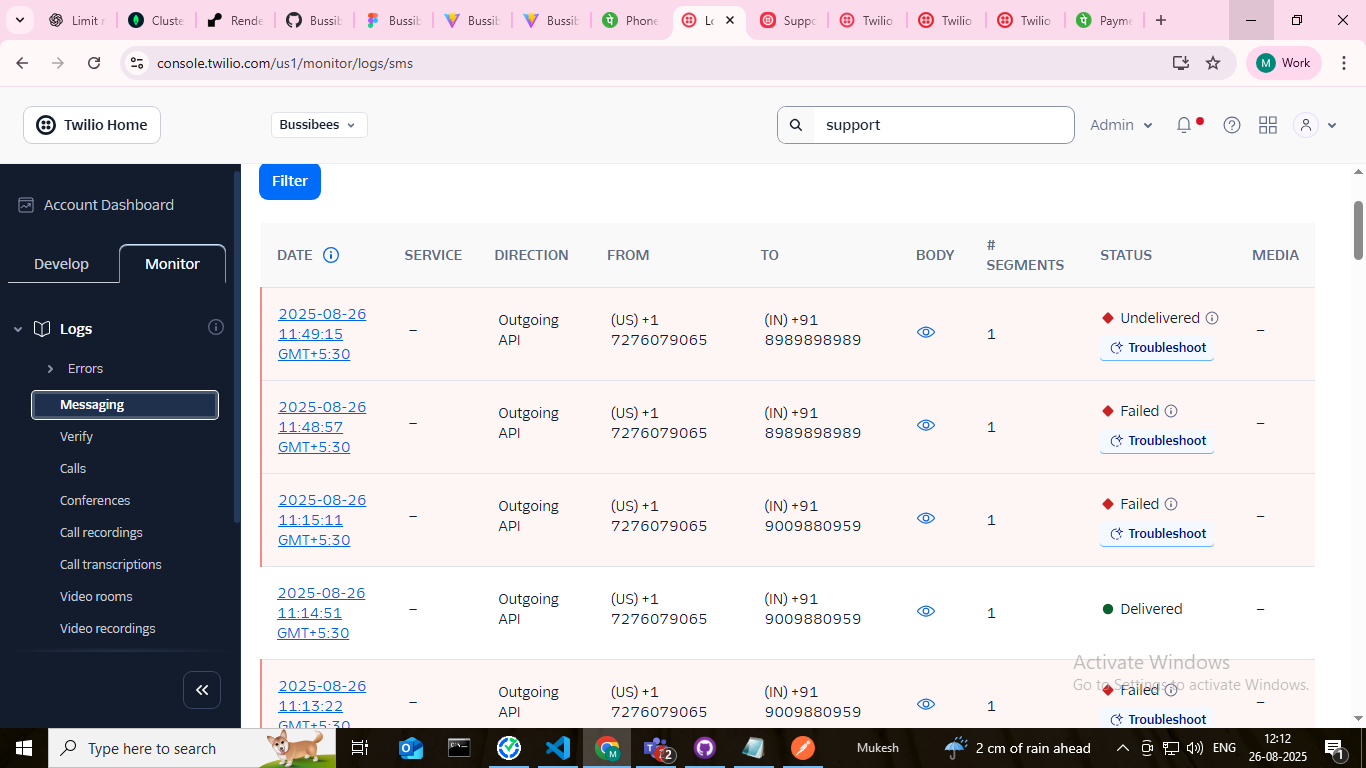 Limit r
Cluste
Rende
Bussib
Bussib
Bussib
Bussib
Phone
Lo
Suppo
Twilio
Twilio
Twilio
Payme
console.twilio.com/us1/monitor/logs/sms
M Work
Twilio Home
Bussibees
support
Admin
Account Dashboard
Develop
Monitor
Logs
Errors
Messaging
Verify
Calls
Conferences
Call recordings
Call transcriptions
Video rooms
Video recordings
Filter
DATE SERVICE DIRECTION FROM TO BODY # SEGMENTS STATUS MEDIA
2025-08-26 11:49:15 GMT+5:30 – Outgoing API (US) +1 7276079065 (IN) +91 8989898989 1 Undelivered –
Troubleshoot
2025-08-26 11:48:57 GMT+5:30 – Outgoing API (US) +1 7276079065 (IN) +91 8989898989 1 Failed –
Troubleshoot
2025-08-26 11:15:11 GMT+5:30 – Outgoing API (US) +1 7276079065 (IN) +91 9009880959 1 Failed –
Troubleshoot
2025-08-26 11:14:51 GMT+5:30 – Outgoing API (US) +1 7276079065 (IN) +91 9009880959 1 Delivered –
2025-08-26 11:13:22 GMT+5:30 – Outgoing API (US) +1 7276079065 (IN) +91 9009880959 1 Failed –
Troubleshoot
Activate Windows
Go to Settings to activate Windows.
Type here to search
2
Mukesh
2 cm of rain ahead
ENG
12:12
26-08-2025
1